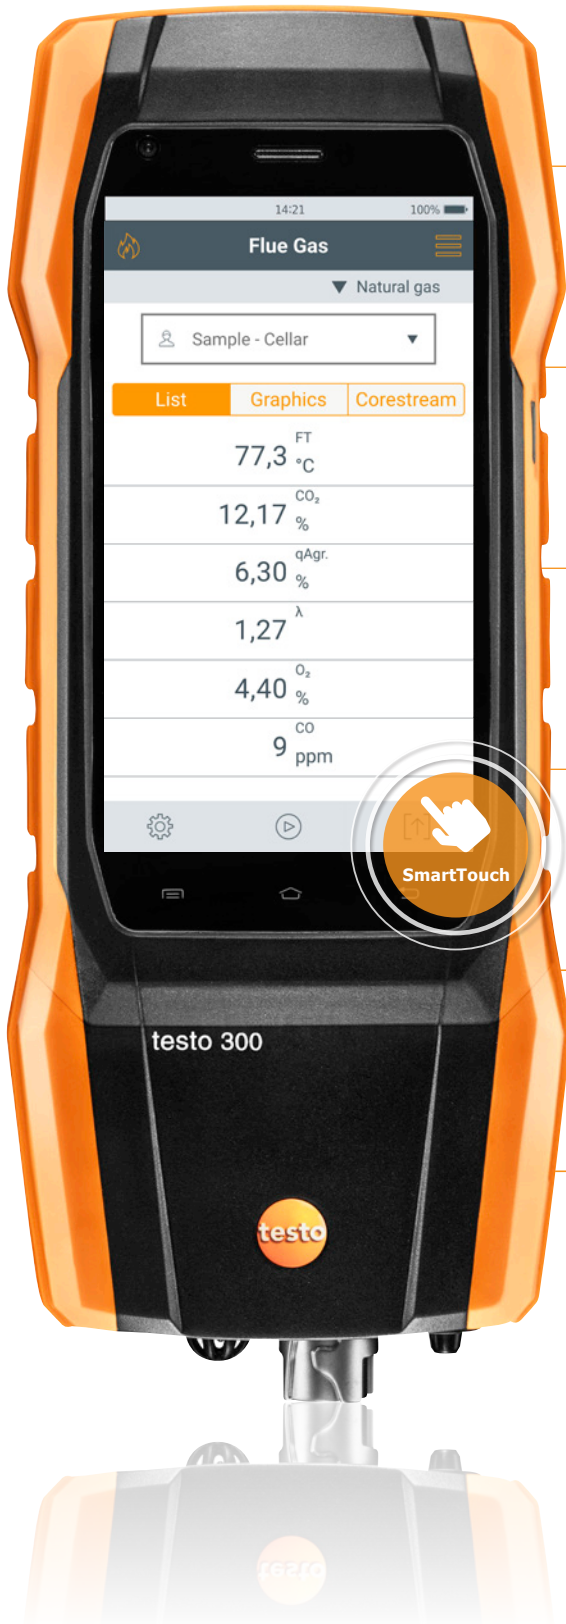 14:21 100%
Flue Gas
Natural gas
Sample - Cellar
List Graphics Corestream
77,3 FT °C
12,17 CO₂ %
6,30 qAgr. %
1,27 λ
4,40 O₂ %
9 CO ppm
SmartTouch
testo 300
testo